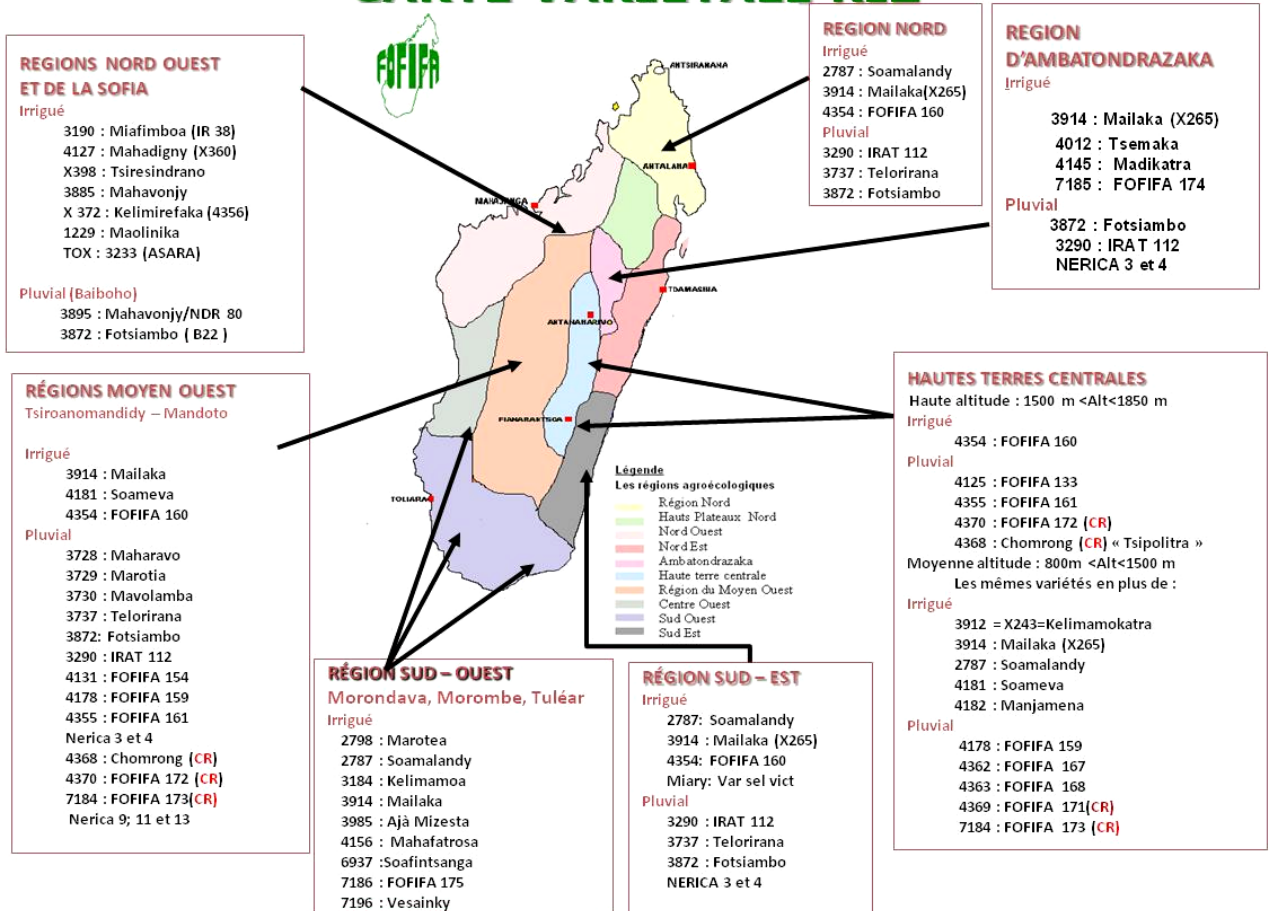 CARTE VARIETALE RIZ
FOFIFA
REGIONS NORD OUEST
ET DE LA SOFIA
Irrigué
3190 : Miafimboa (IR 38)
4127 : Mahadigny (X360)
X398 : Tsiresindrano
3885 : Mahavonjy
X 372 : Kelimirefaka (4356)
1229 : Maolinika
TOX : 3233 (ASARA)
Pluvial (Baiboho)
3895 : Mahavonjy/NDR 80
3872 : Fotsiambo ( B22 )
REGION NORD
Irrigué
2787 : Soamalandy
3914 : Mailaka(X265)
4354 : FOFIFA 160
Pluvial
3290 : IRAT 112
3737 : Telorirana
3872 : Fotsiambo
REGION
D'AMBATONDRAZAKA
Irrigué
3914 : Mailaka (X265)
4012 : Tsemaka
4145 : Madikatra
7185 : FOFIFA 174
Pluvial
3872 : Fotsiambo
3290 : IRAT 112
NERICA 3 et 4
ANTSIRANANA
ANTALAHA
MAHAJANGA
TOAMASINA
ANTANANARIVO
FIANARANTSOA
TOLIARA
RÉGIONS MOYEN OUEST
Tsiroanomandidy – Mandoto
Irrigué
3914 : Mailaka
4181 : Soameva
4354 : FOFIFA 160
Pluvial
3728 : Maharavo
3729 : Marotia
3730 : Mavolamba
3737 : Telorirana
3872: Fotsiambo
3290 : IRAT 112
4131 : FOFIFA 154
4178 : FOFIFA 159
4355 : FOFIFA 161
Nerica 3 et 4
4368 : Chomrong (CR)
4370 : FOFIFA 172 (CR)
7184 : FOFIFA 173(CR)
Nerica 9; 11 et 13
Légende
Les régions agroécologiques
Région Nord
Hauts Plateaux Nord
Nord Ouest
Nord Est
Ambatondrazaka
Haute terre centrale
Région du Moyen Ouest
Centre Ouest
Sud Ouest
Sud Est
HAUTES TERRES CENTRALES
Haute altitude : 1500 m <Alt<1850 m
Irrigué
4354 : FOFIFA 160
Pluvial
4125 : FOFIFA 133
4355 : FOFIFA 161
4370 : FOFIFA 172 (CR)
4368 : Chomrong (CR) « Tsipolitra »
Moyenne altitude : 800m <Alt<1500 m
Les mêmes variétés en plus de :
Irrigué
3912 = X243=Kelimamokatra
3914 : Mailaka (X265)
2787 : Soamalandy
4181 : Soameva
4182 : Manjamena
Pluvial
4178 : FOFIFA 159
4362 : FOFIFA 167
4363 : FOFIFA 168
4369 : FOFIFA 171(CR)
7184 : FOFIFA 173 (CR)
RÉGION SUD – OUEST
Morondava, Morombe, Tuléar
Irrigué
2798 : Marotea
2787 : Soamalandy
3184 : Kelimamoa
3914 : Mailaka
3985 : Ajà Mizesta
4156 : Mahafatrosa
6937 :Soafintsanga
7186 : FOFIFA 175
7196 : Vesainky
RÉGION SUD – EST
Irrigué
2787: Soamalandy
3914 : Mailaka (X265)
4354: FOFIFA 160
Miary: Var sel vict
Pluvial
3290 : IRAT 112
3737 : Telorirana
3872 : Fotsiambo
NERICA 3 et 4